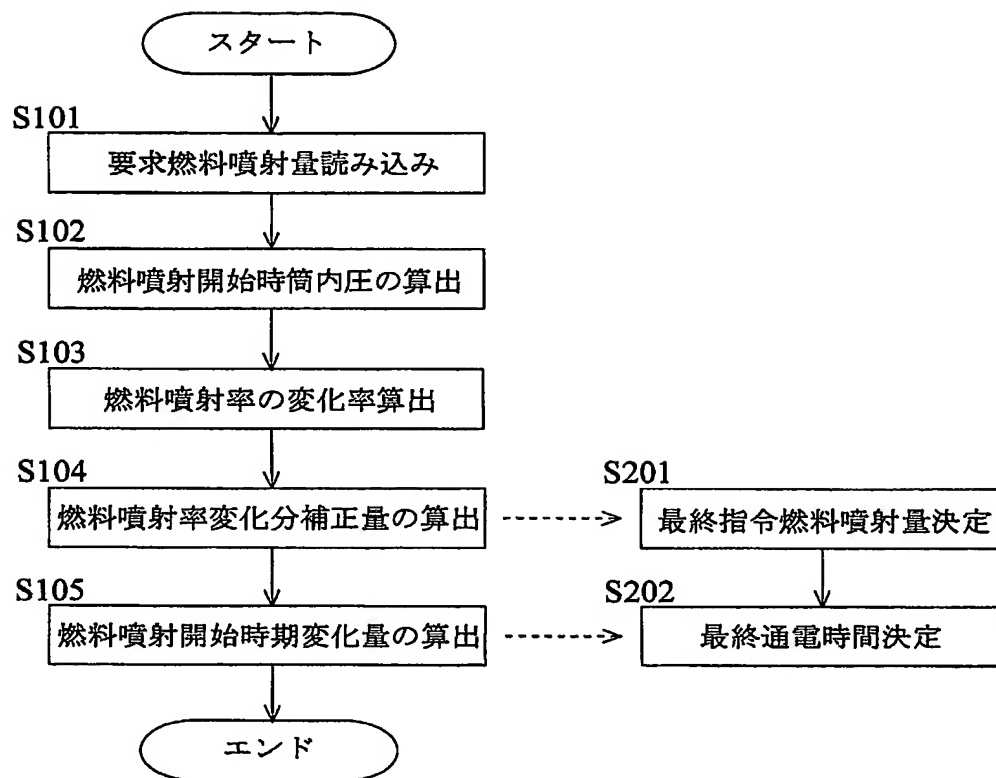 スタート
S101
要求燃料噴射量読み込み
S102
燃料噴射開始時筒内圧の算出
S103
燃料噴射率の変化率算出
S104
燃料噴射率変化分補正量の算出
S105
燃料噴射開始時期変化量の算出
エンド
S201
最終指令燃料噴射量決定
S202
最終通電時間決定